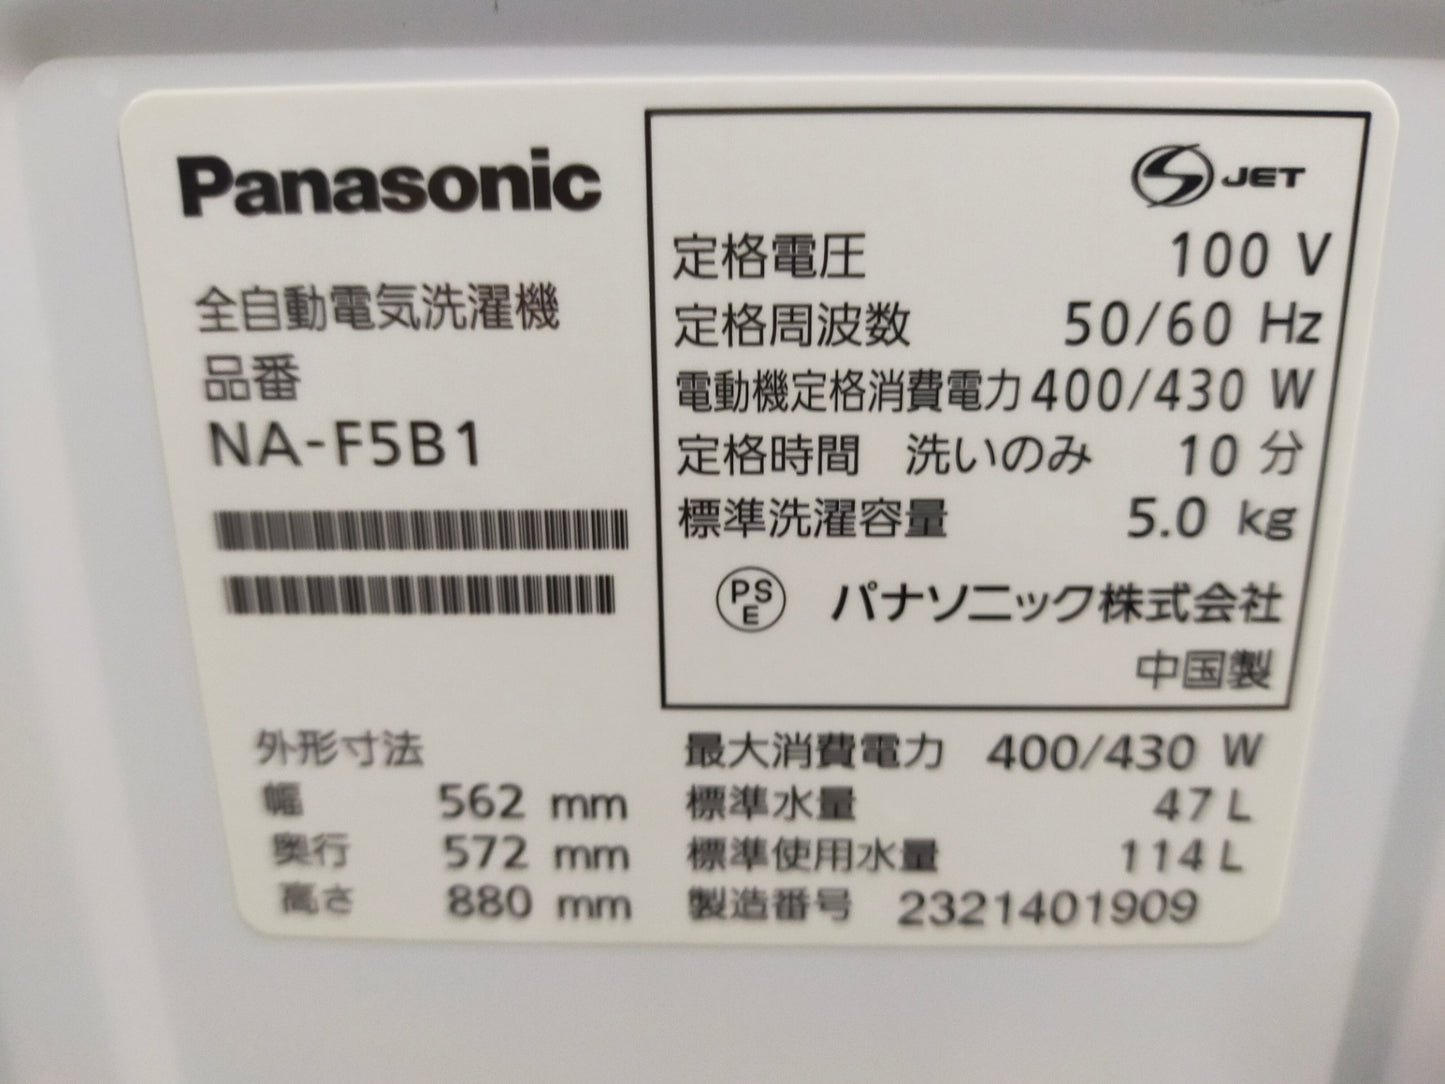 Panasonic
全自動電気洗濯機
品番
NA-F5B1
JET
定格電圧 100 V
定格周波数 50/60 Hz
電動機定格消費電力 400/430 W
定格時間 洗いのみ 10 分
標準洗濯容量 5.0 kg
PSE パナソニック株式会社
中国製
外形寸法
幅 562 mm
奥行 572 mm
高さ 880 mm
最大消費電力 400/430 W
標準水量 47 L
標準使用水量 114 L
製造番号 2321401909